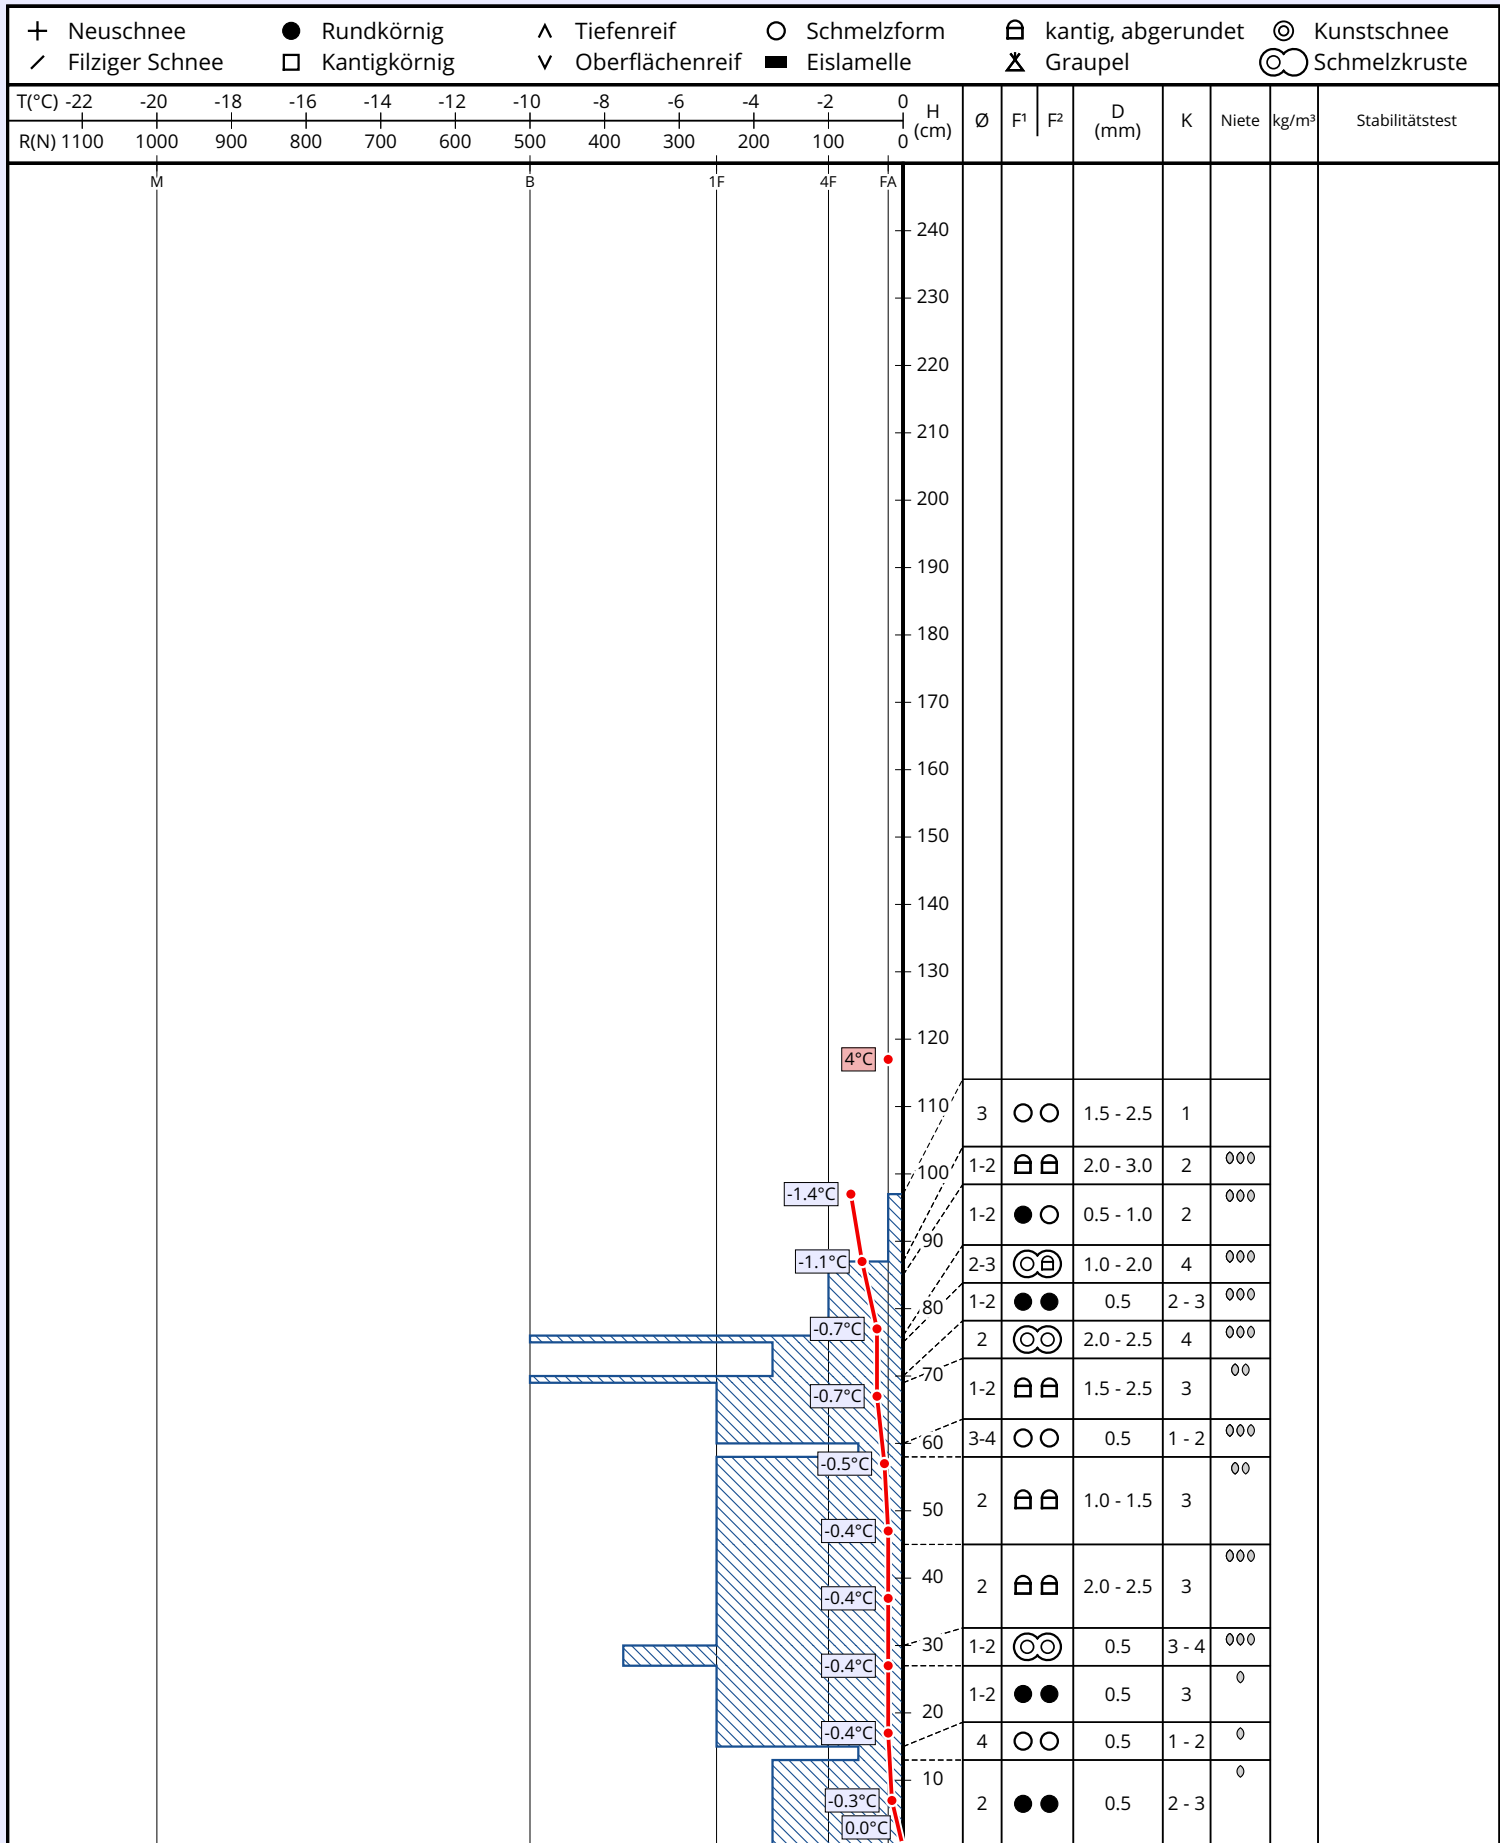 Neuschnee Rundkörnig Tiefenreif Schmelzform kantig, abgerundet Kunstschnee
Filziger Schnee Kantigkörnig Oberflächenreif Eislamelle Graupel Schmelzkruste
T(°C) -22 -20 -18 -16 -14 -12 -10 -8 -6 -4 -2 0
R(N) 1100 1000 900 800 700 600 500 400 300 200 100 0
H (cm) Ø F¹ F² D (mm) K Niete kg/m³ Stabilitätstest
M B 1F 4F FA
240
230
220
210
200
190
180
170
160
150
140
130
120
4°C
110 3 1.5 - 2.5 1
100 1-2 2.0 - 3.0 2
-1.4°C
1-2 0.5 - 1.0 2
90
-1.1°C 2-3 1.0 - 2.0 4
80 1-2 0.5 2 - 3
-0.7°C 2 2.0 - 2.5 4
70
-0.7°C 1-2 1.5 - 2.5 3
60 3-4 0.5 1 - 2
-0.5°C
50 2 1.0 - 1.5 3
-0.4°C
40 2 2.0 - 2.5 3
-0.4°C
30 1-2 0.5 3 - 4
-0.4°C
1-2 0.5 3
20
-0.4°C 4 0.5 1 - 2
10
-0.3°C 2 0.5 2 - 3
0.0°C